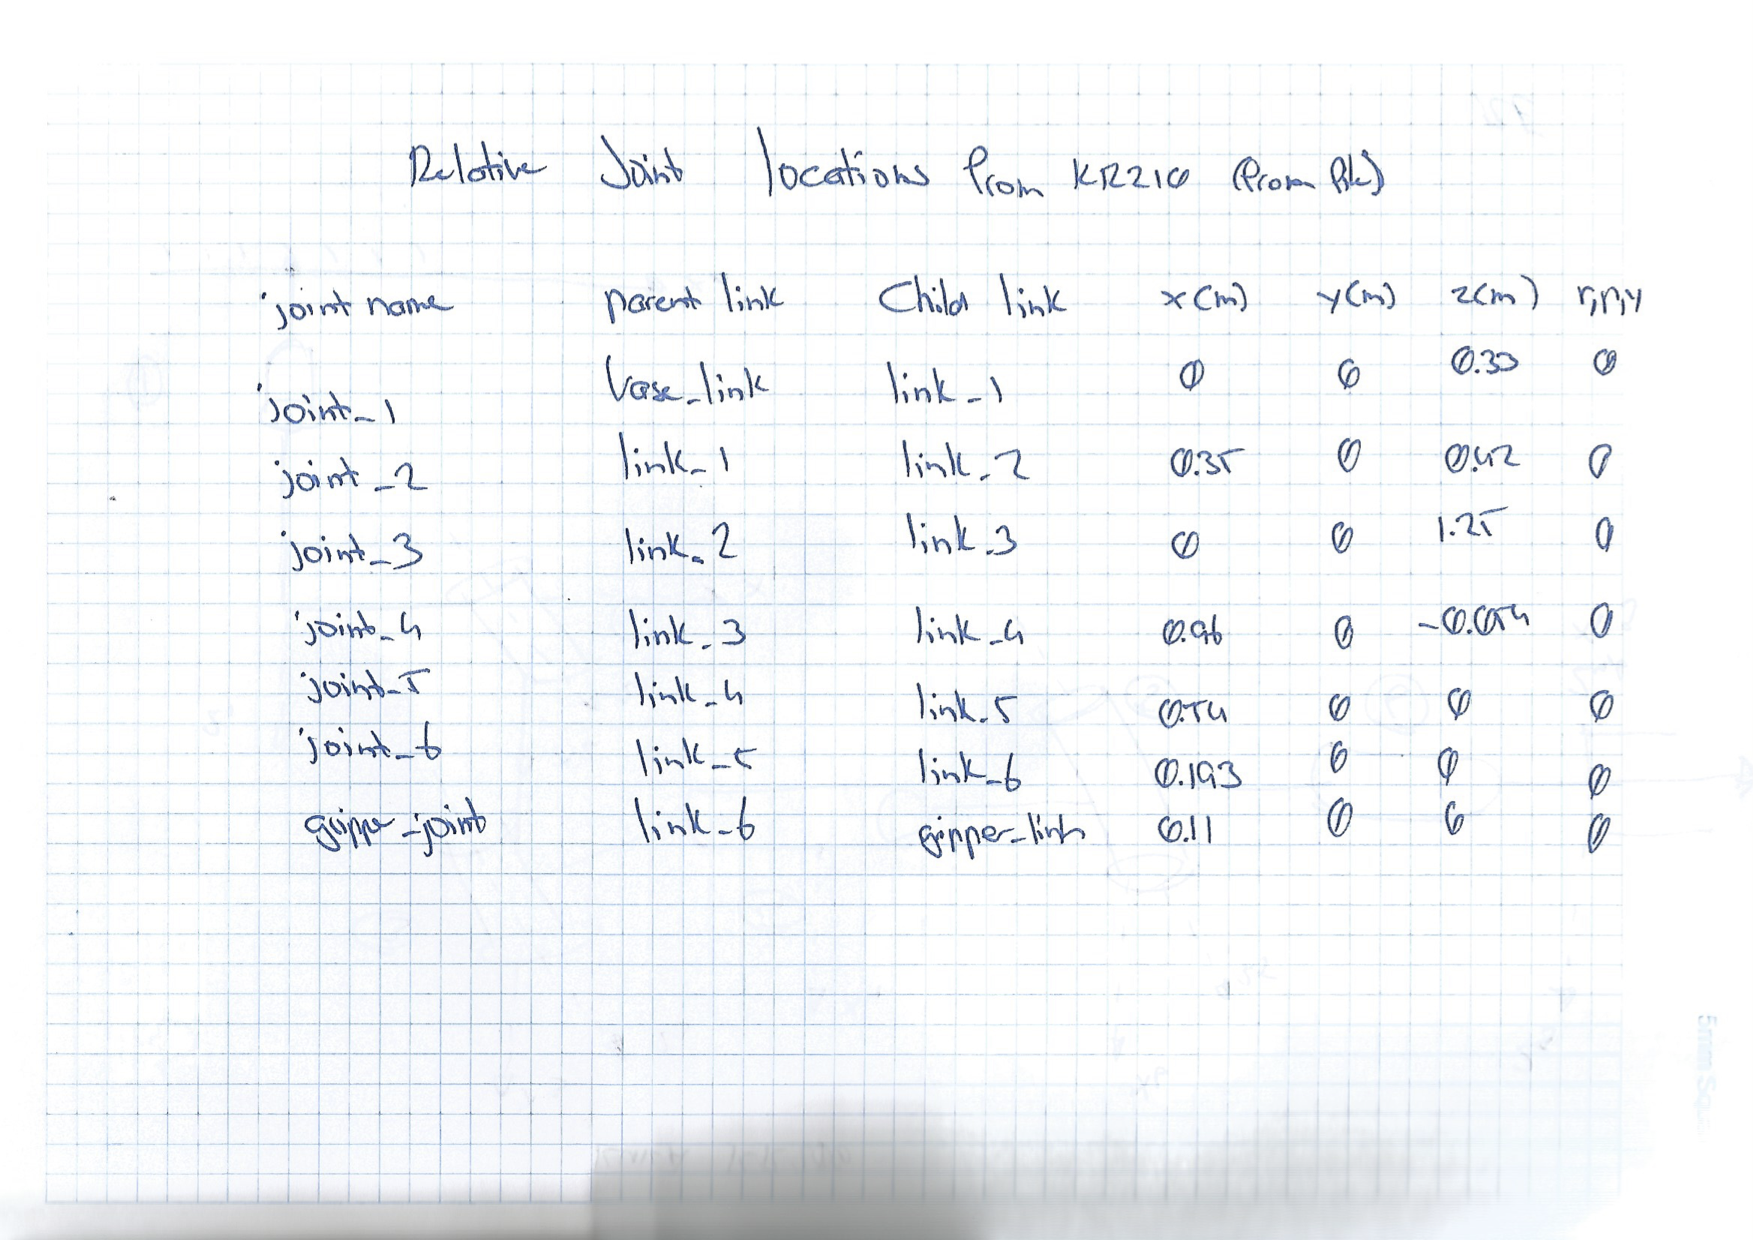 Relative Joint locations from KR210 (from file)
joint name parent link child link x(m) y(m) z(m) r,p,y
joint_1 base_link link_1 0 0 0.33 0
joint_2 link_1 link_2 0.35 0 0.42 0
joint_3 link_2 link_3 0 0 1.25 0
joint_4 link_3 link_4 0.96 0 -0.054 0
joint_5 link_4 link_5 0.54 0 0 0
joint_6 link_5 link_6 0.193 0 0 0
gripper_joint link_6 gripper_link 0.11 0 0 0